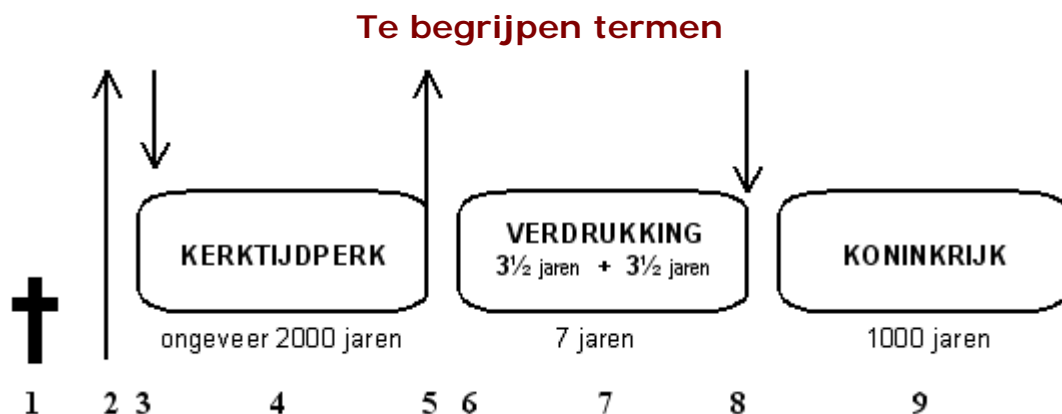 Te begrijpen termen
KERKTIJDPERK
VERDRUKKING
3½ jaren + 3½ jaren
KONINKRIJK
ongeveer 2000 jaren
7 jaren
1000 jaren
1 2 3 4 5 6 7 8 9